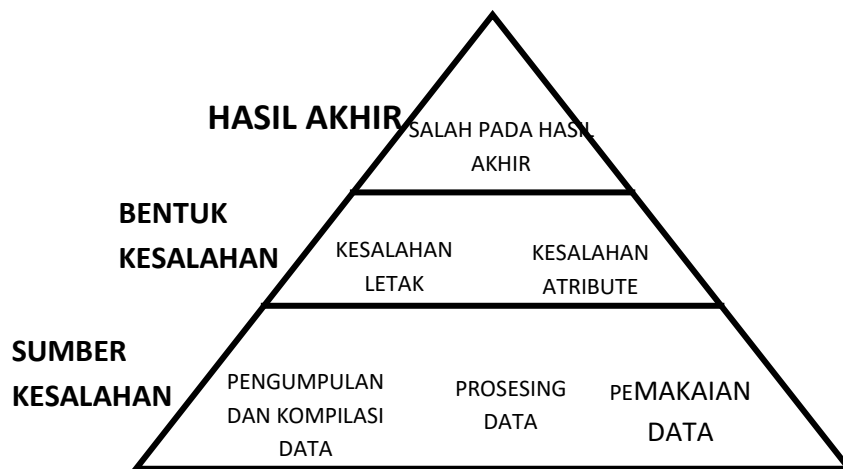 HASIL AKHIR
SALAH PADA HASIL
AKHIR
BENTUK
KESALAHAN
KESALAHAN
LETAK
KESALAHAN
ATRIBUTE
SUMBER
KESALAHAN
PENGUMPULAN
DAN KOMPILASI
DATA
PROSESING
DATA
PEMAKAIAN
DATA